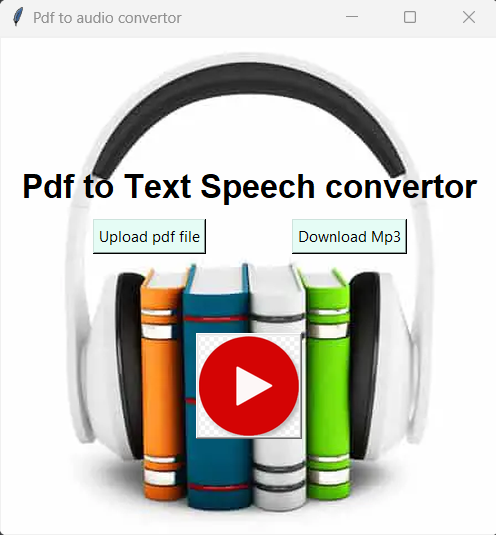 Pdf to audio convertor
Pdf to Text Speech convertor
Upload pdf file
Download Mp3